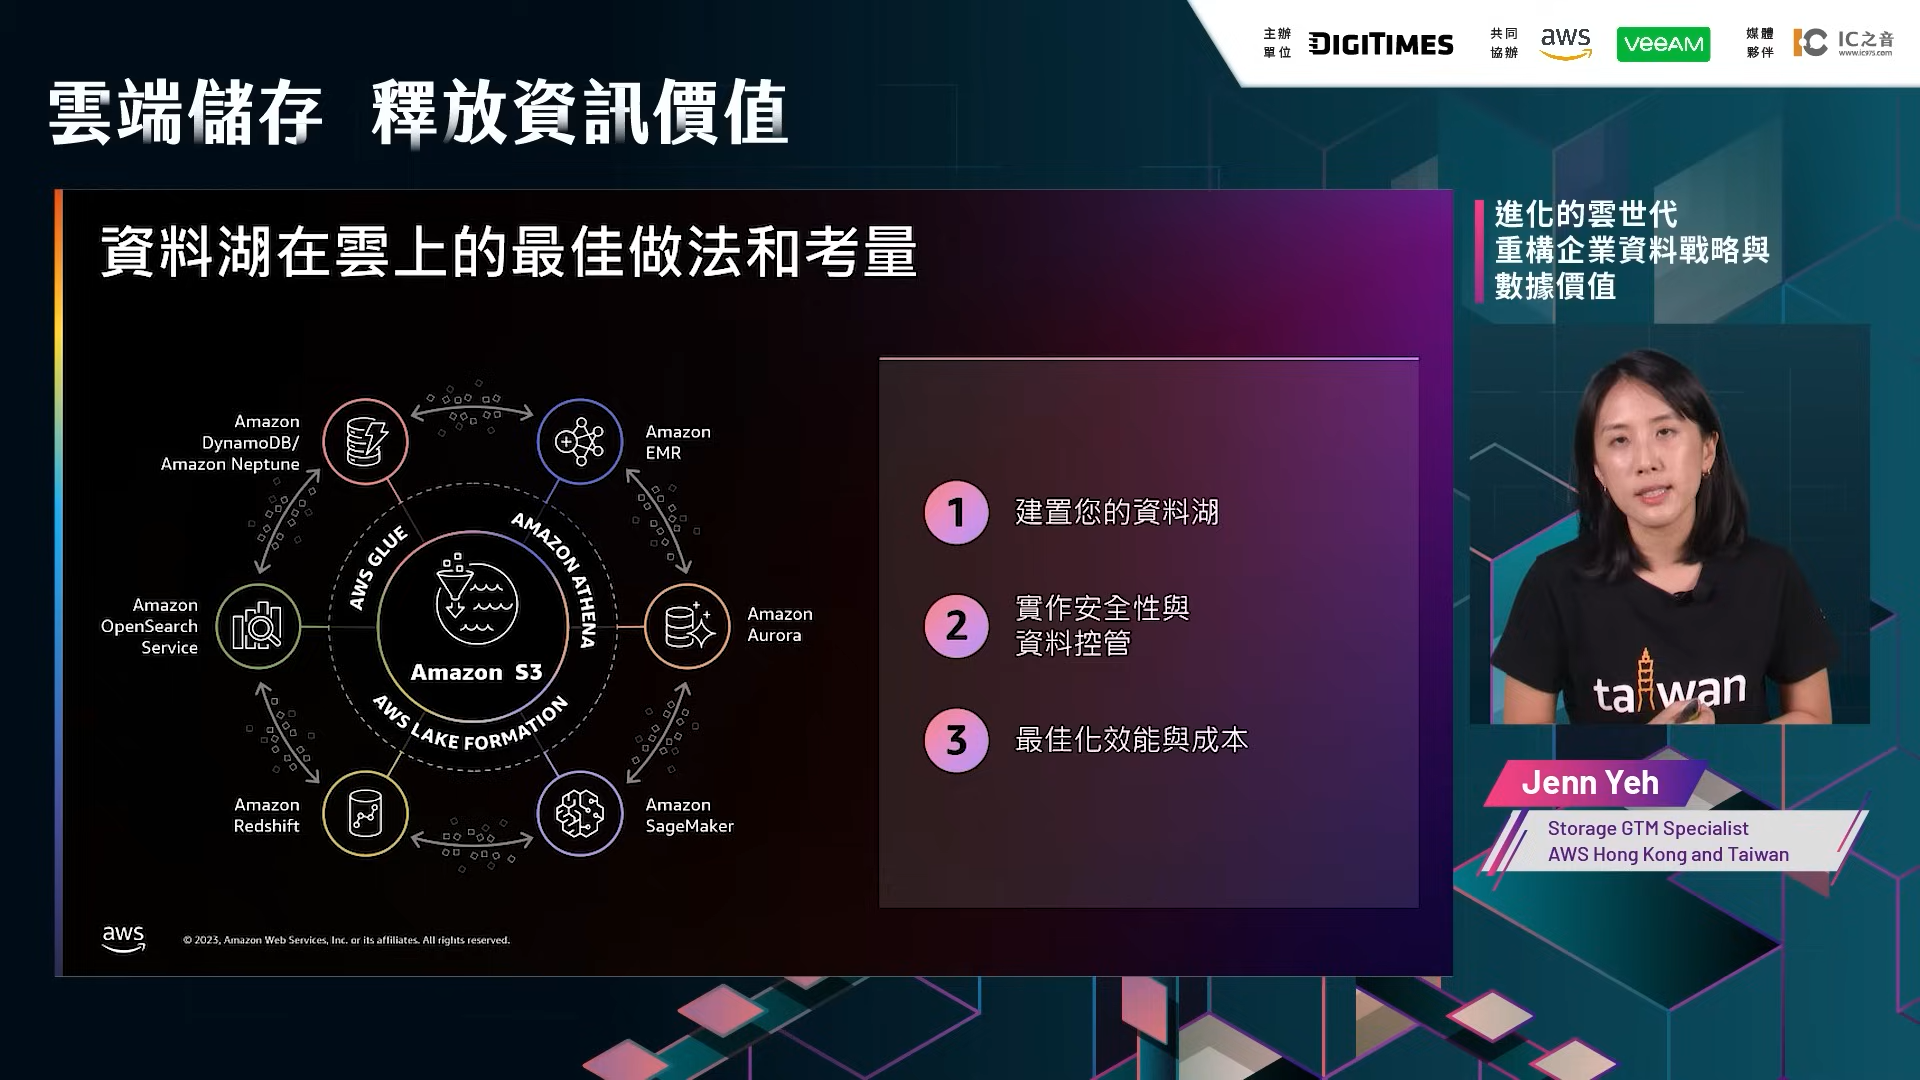 主辦
單位
DIGITIMES
共同
協辦
aws
veeAM
媒體
夥伴
IC之音
www.ic975.com
雲端儲存 釋放資訊價值
進化的雲世代
重構企業資料戰略與
數據價值
資料湖在雲上的最佳做法和考量
Amazon
DynamoDB/
Amazon Neptune
Amazon
EMR
AWS GLUE
AMAZON ATHENA
Amazon S3
AWS LAKE FORMATION
Amazon
OpenSearch
Service
Amazon
Aurora
Amazon
Redshift
Amazon
SageMaker
1 建置您的資料湖
2 實作安全性與
資料控管
3 最佳化效能與成本
taiwan
Jenn Yeh
Storage GTM Specialist
AWS Hong Kong and Taiwan
aws
© 2023, Amazon Web Services, Inc. or its affiliates. All rights reserved.